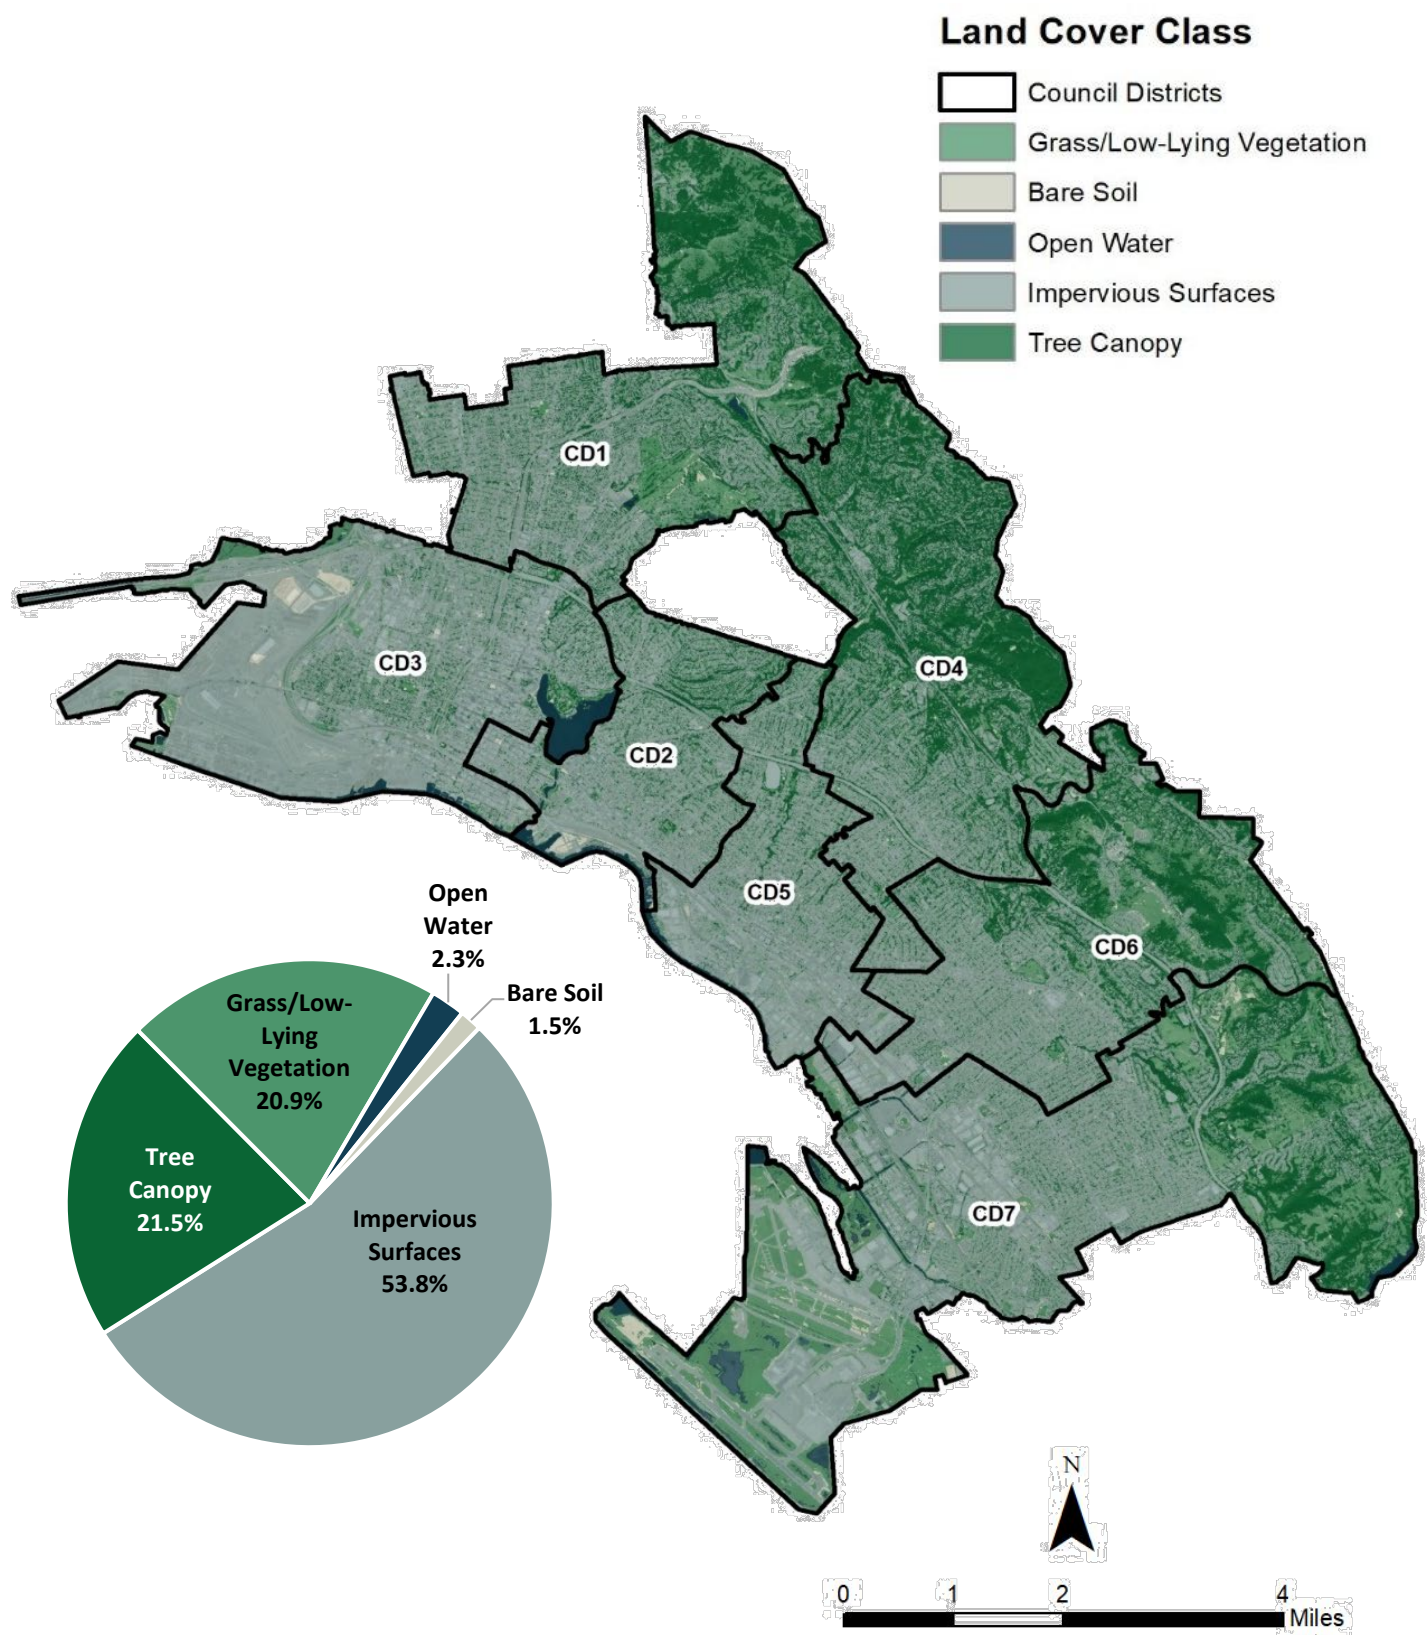 Land Cover Class
Council Districts
Grass/Low-Lying Vegetation
Bare Soil
Open Water
Impervious Surfaces
Tree Canopy
CD1
CD3
CD4
CD2
CD5
CD6
CD7
Open
Water
2.3%
Bare Soil
1.5%
Grass/Low-
Lying
Vegetation
20.9%
Tree
Canopy
21.5%
Impervious
Surfaces
53.8%
N
0 1 2 4
Miles